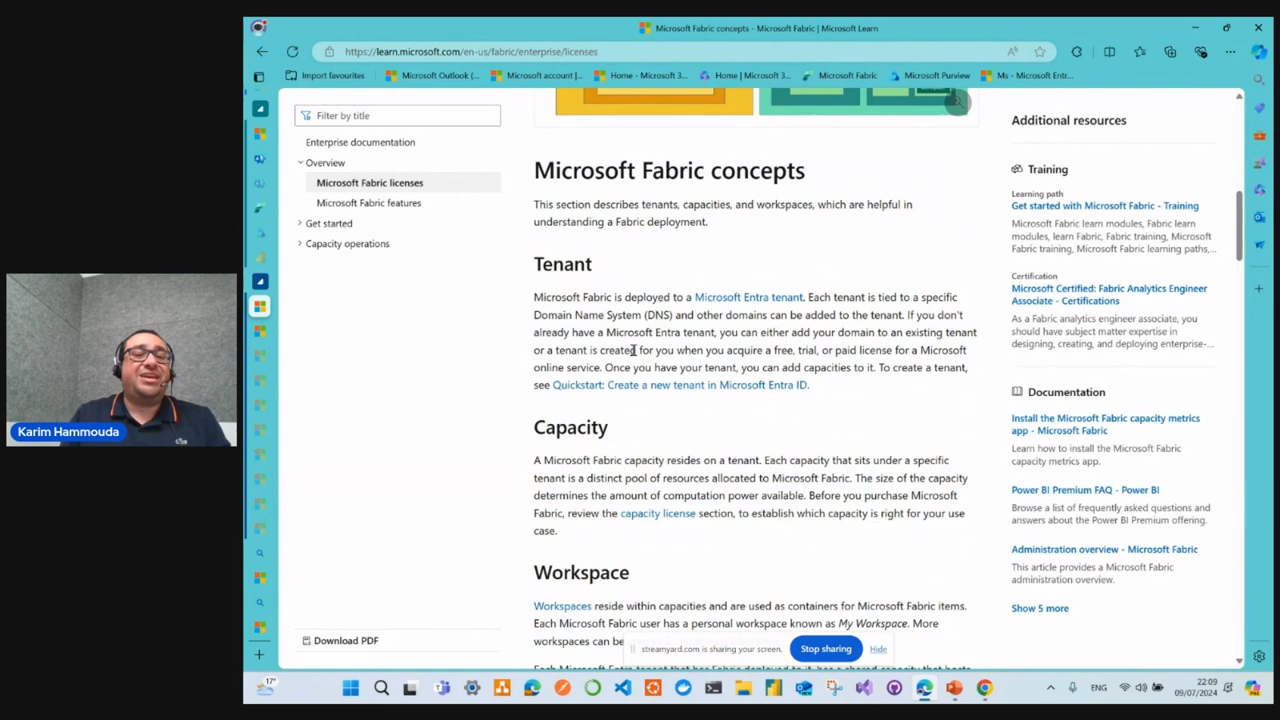 Microsoft Fabric concepts - Microsoft Fabric | Microsoft Learn
https://learn.microsoft.com/en-us/fabric/enterprise/licenses
Import favourites
Microsoft Outlook (...
Microsoft account |...
Home - Microsoft 3...
Home | Microsoft 3...
Microsoft Fabric
Microsoft Purview
Ms - Microsoft Entr...
Filter by title
Enterprise documentation
Overview
Microsoft Fabric licenses
Microsoft Fabric features
Get started
Capacity operations
Download PDF
Microsoft Fabric concepts
This section describes tenants, capacities, and workspaces, which are helpful in
understanding a Fabric deployment.
Tenant
Microsoft Fabric is deployed to a Microsoft Entra tenant. Each tenant is tied to a specific
Domain Name System (DNS) and other domains can be added to the tenant. If you don't
already have a Microsoft Entra tenant, you can either add your domain to an existing tenant
or a tenant is created for you when you acquire a free, trial, or paid license for a Microsoft
online service. Once you have your tenant, you can add capacities to it. To create a tenant,
see Quickstart: Create a new tenant in Microsoft Entra ID.
Capacity
A Microsoft Fabric capacity resides on a tenant. Each capacity that sits under a specific
tenant is a distinct pool of resources allocated to Microsoft Fabric. The size of the capacity
determines the amount of computation power available. Before you purchase Microsoft
Fabric, review the capacity license section, to establish which capacity is right for your use
case.
Workspace
Workspaces reside within capacities and are used as containers for Microsoft Fabric items.
Each Microsoft Fabric user has a personal workspace known as My Workspace. More
workspaces can be
streamyard.com is sharing your screen.
Stop sharing
Hide
Additional resources
Training
Learning path
Get started with Microsoft Fabric - Training
Microsoft Fabric learn modules, Fabric learn
modules, learn Fabric, Fabric training, Microsoft
Fabric training, Microsoft Fabric learning paths,...
Certification
Microsoft Certified: Fabric Analytics Engineer
Associate - Certifications
As a Fabric analytics engineer associate, you
should have subject matter expertise in
designing, creating, and deploying enterprise-...
Documentation
Install the Microsoft Fabric capacity metrics
app - Microsoft Fabric
Learn how to install the Microsoft Fabric
capacity metrics app.
Power BI Premium FAQ - Power BI
Browse a list of frequently asked questions and
answers about the Power BI Premium offering.
Administration overview - Microsoft Fabric
This article provides a Microsoft Fabric
administration overview.
Show 5 more
Karim Hammouda
17°
ENG
22:09
09/07/2024